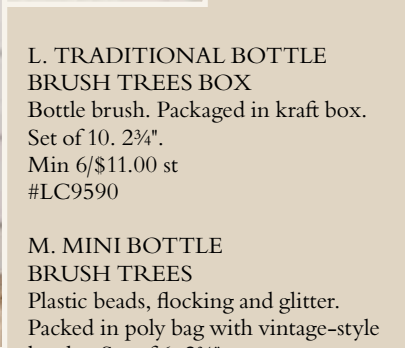 L. TRADITIONAL BOTTLE
BRUSH TREES BOX
Bottle brush. Packaged in kraft box.
Set of 10. 2¾".
Min 6/$11.00 st
#LC9590
M. MINI BOTTLE
BRUSH TREES
Plastic beads, flocking and glitter.
Packed in poly bag with vintage-style